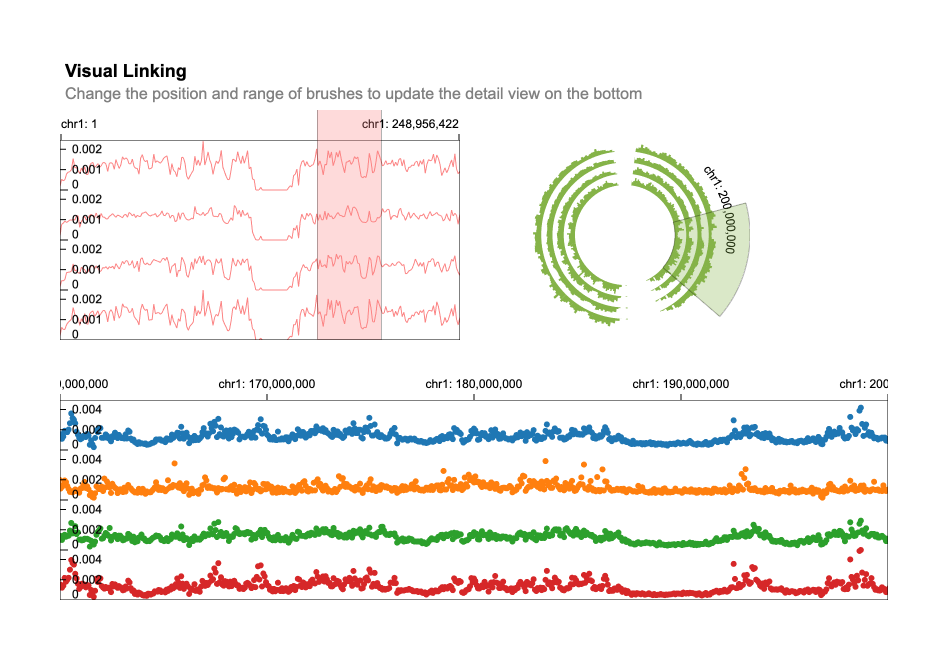 Visual Linking
Change the position and range of brushes to update the detail view on the bottom
chr1: 1
chr1: 248,956,422
0.002
0.001
0
0.002
0.001
0
0.002
0.001
0
0.002
0.001
0
chr1: 200,000,000
0,000,000
chr1: 170,000,000
chr1: 180,000,000
chr1: 190,000,000
chr1: 200
0.004
0.002
0
0.004
0.002
0
0.004
0.002
0
0.004
0.002
0